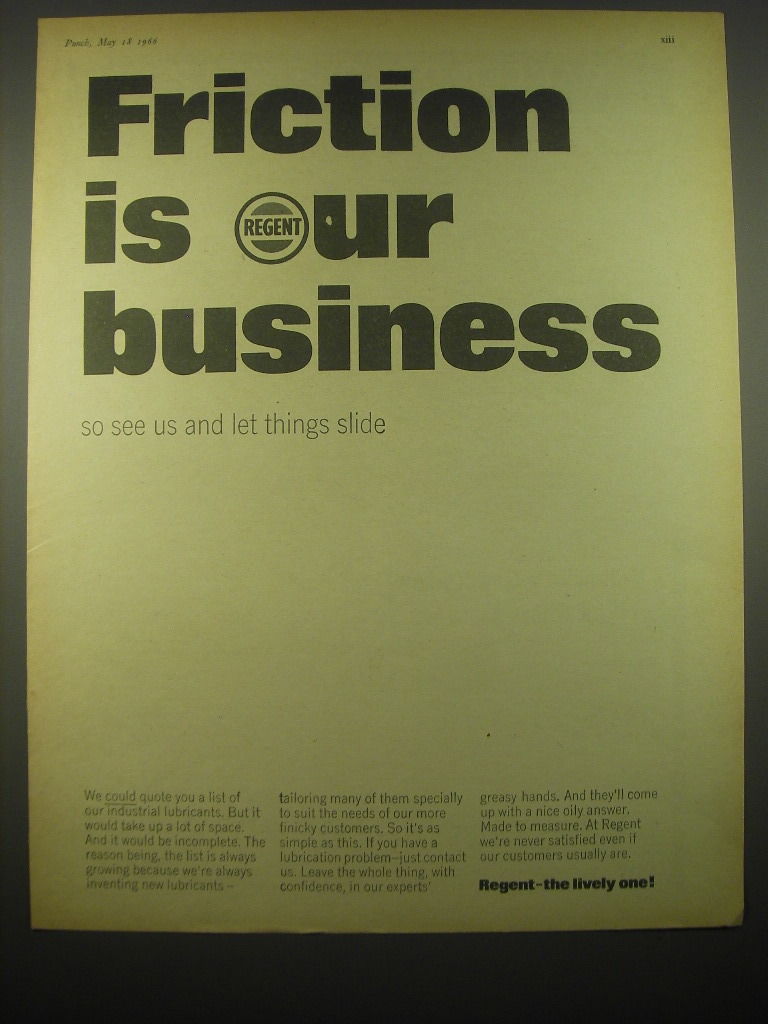 Punch, May 18 1966
xiii
Friction
is REGENT ur
business
so see us and let things slide
We could quote you a list of
our industrial lubricants. But it
would take up a lot of space.
And it would be incomplete. The
reason being, the list is always
growing because we're always
inventing new lubricants –
tailoring many of them specially
to suit the needs of our more
finicky customers. So it's as
simple as this. If you have a
lubrication problem–just contact
us. Leave the whole thing, with
confidence, in our experts'
greasy hands. And they'll come
up with a nice oily answer.
Made to measure. At Regent
we're never satisfied even if
our customers usually are.
Regent-the lively one!